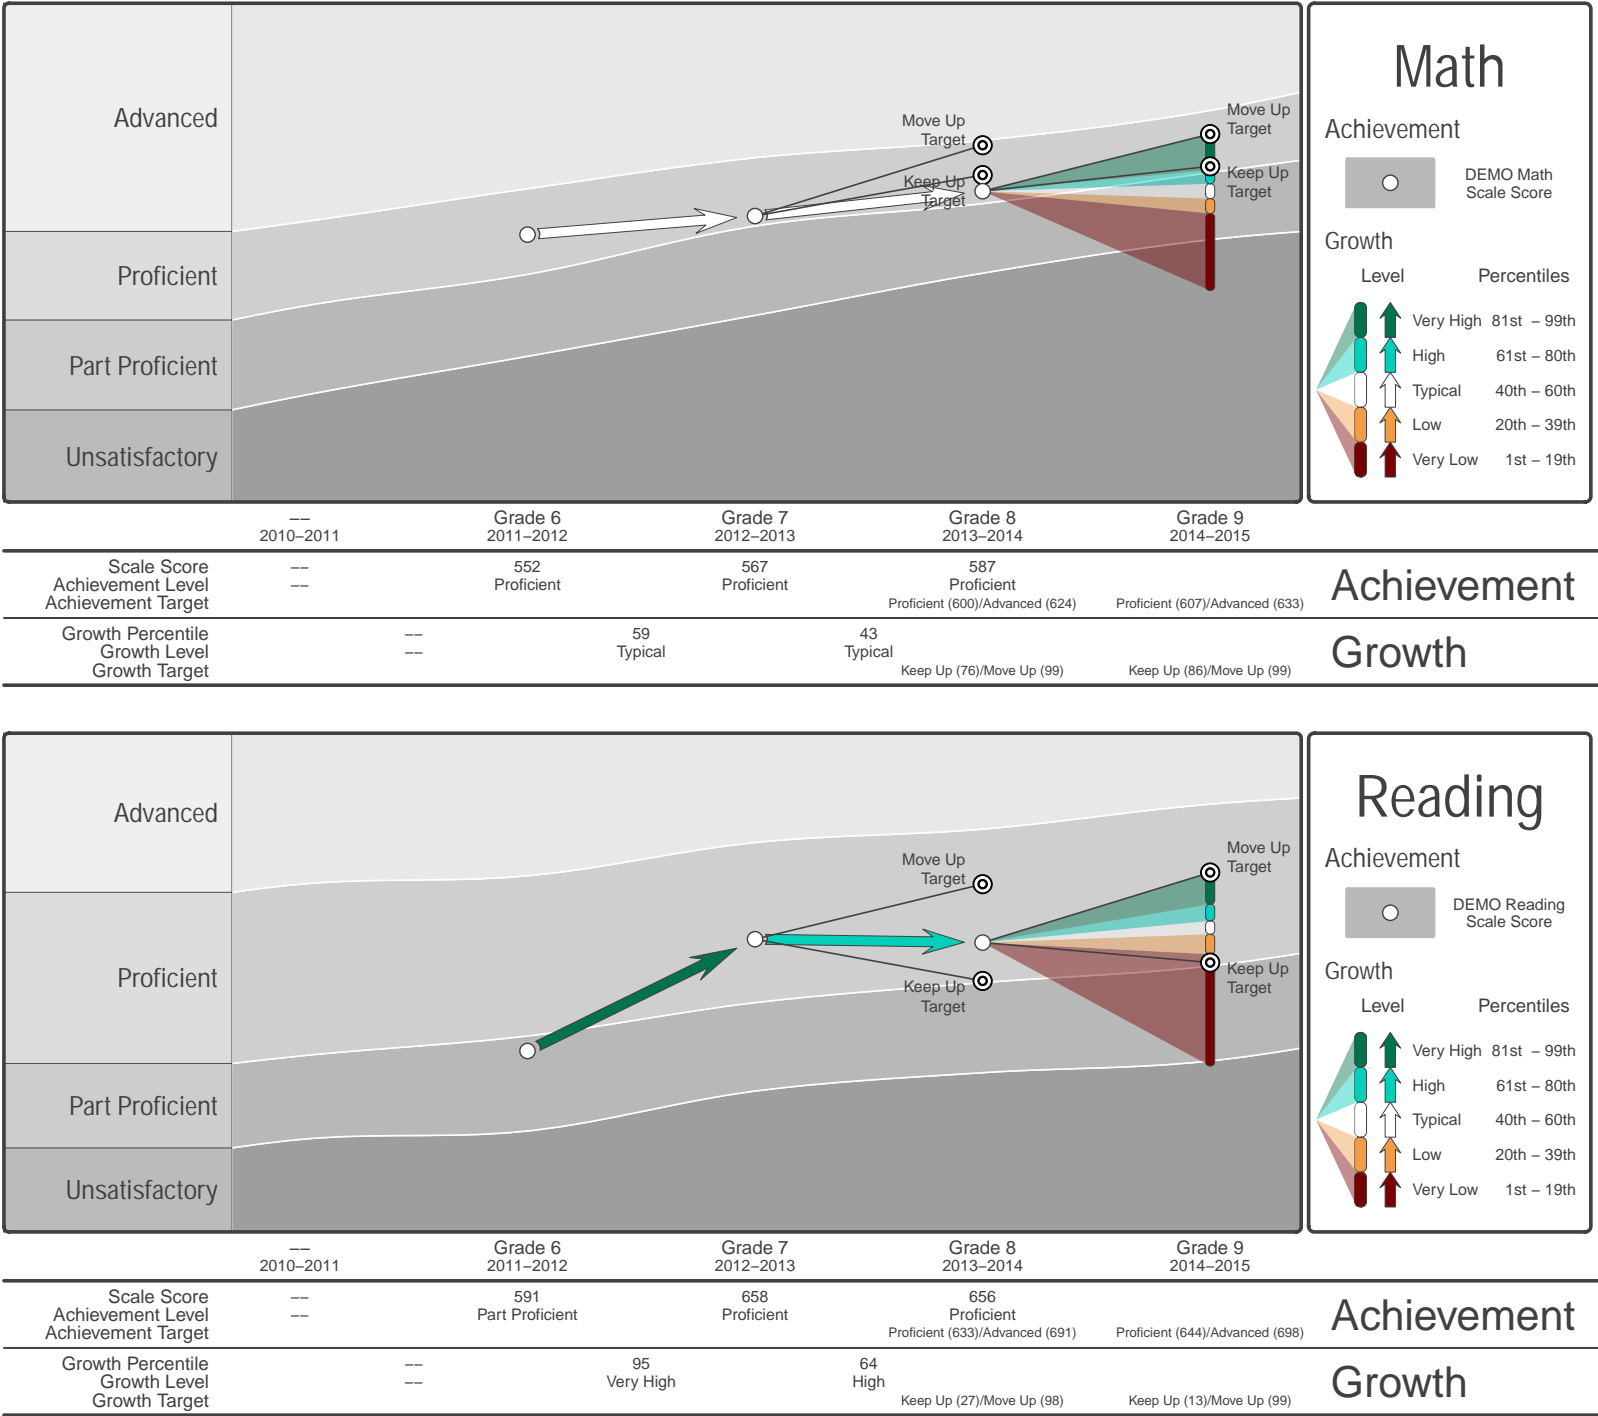 Advanced
Proficient
Part Proficient
Unsatisfactory
Move Up
Target
Keep Up
Target
Move Up
Target
Keep Up
Target
Math
Achievement
DEMO Math
Scale Score
Growth
Level Percentiles
Very High 81st – 99th
High 61st – 80th
Typical 40th – 60th
Low 20th – 39th
Very Low 1st – 19th
–– Grade 6 Grade 7 Grade 8 Grade 9
2010–2011 2011–2012 2012–2013 2013–2014 2014–2015
Scale Score –– 552 567 587
Achievement Level –– Proficient Proficient Proficient
Achievement Target Proficient (600)/Advanced (624) Proficient (607)/Advanced (633)
Achievement
Growth Percentile –– 59 43
Growth Level –– Typical Typical
Growth Target Keep Up (76)/Move Up (99) Keep Up (86)/Move Up (99)
Growth
Advanced
Proficient
Part Proficient
Unsatisfactory
Move Up
Target
Keep Up
Target
Move Up
Target
Keep Up
Target
Reading
Achievement
DEMO Reading
Scale Score
Growth
Level Percentiles
Very High 81st – 99th
High 61st – 80th
Typical 40th – 60th
Low 20th – 39th
Very Low 1st – 19th
–– Grade 6 Grade 7 Grade 8 Grade 9
2010–2011 2011–2012 2012–2013 2013–2014 2014–2015
Scale Score –– 591 658 656
Achievement Level –– Part Proficient Proficient Proficient
Achievement Target Proficient (633)/Advanced (691) Proficient (644)/Advanced (698)
Achievement
Growth Percentile –– 95 64
Growth Level –– Very High High
Growth Target Keep Up (27)/Move Up (98) Keep Up (13)/Move Up (99)
Growth